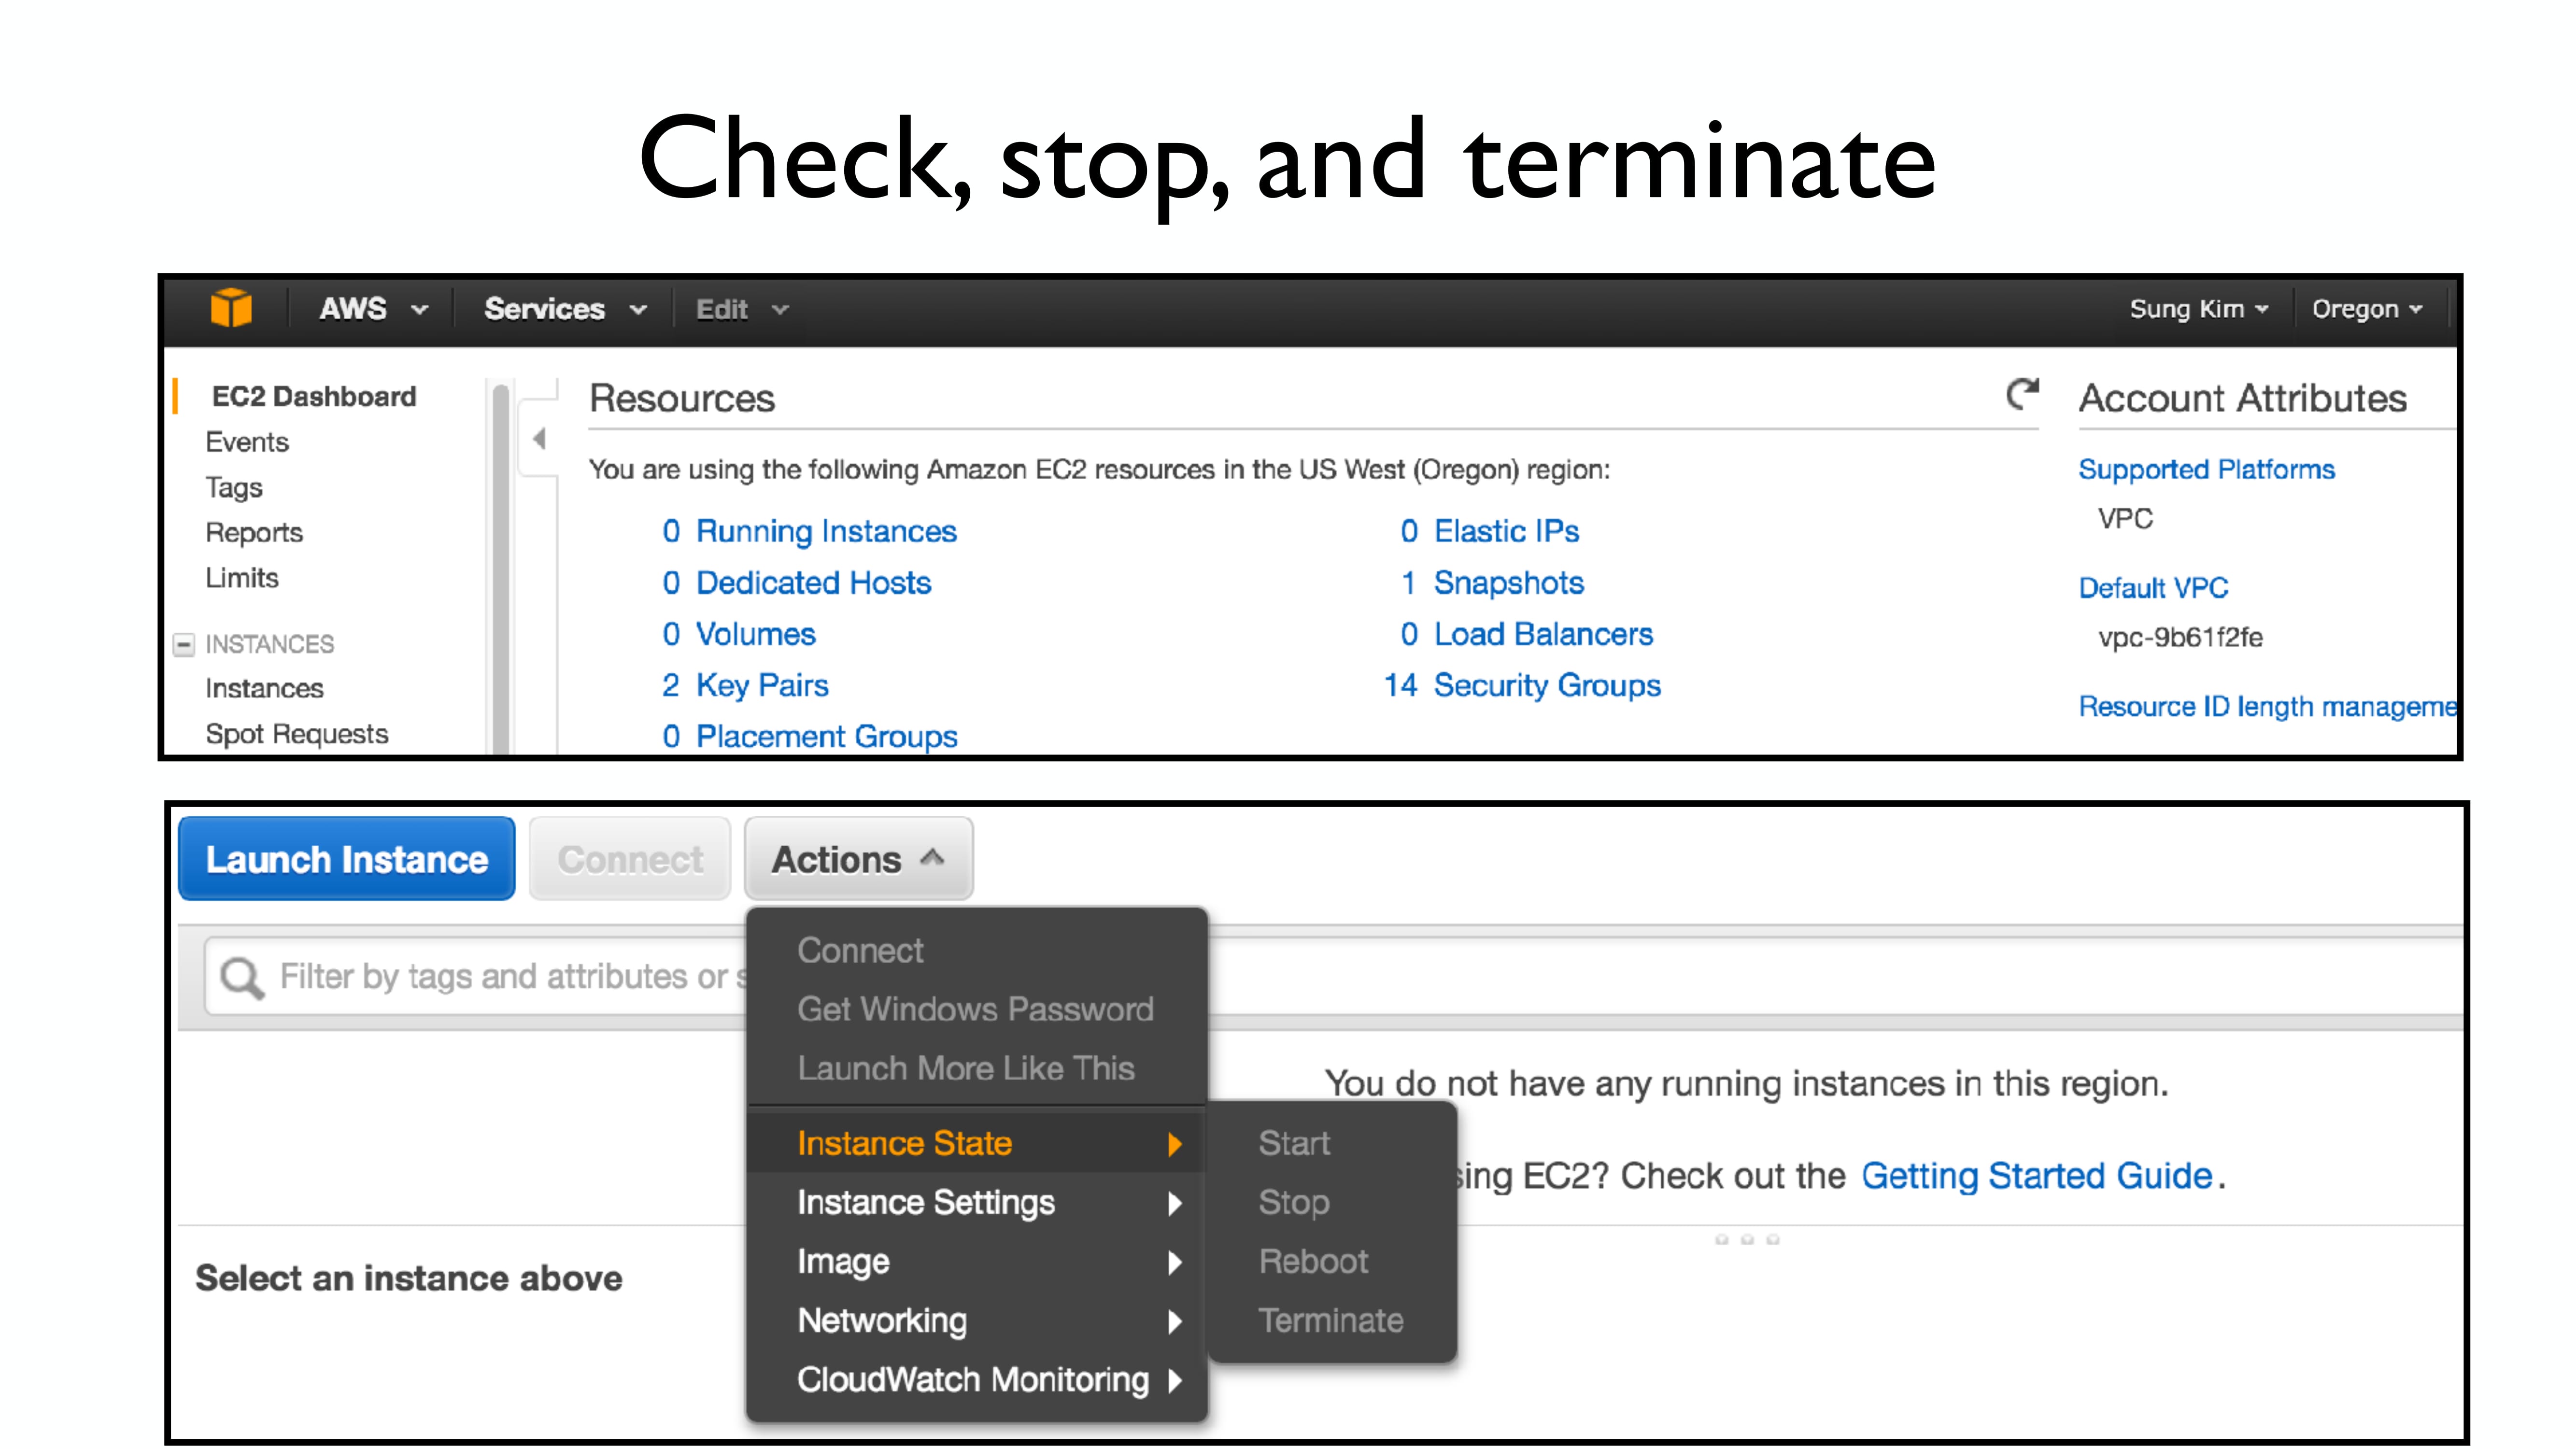 Check, stop, and terminate
AWS Services Edit Sung Kim Oregon
EC2 Dashboard
Events
Tags
Reports
Limits
INSTANCES
Instances
Spot Requests
Resources
You are using the following Amazon EC2 resources in the US West (Oregon) region:
0 Running Instances
0 Dedicated Hosts
0 Volumes
2 Key Pairs
0 Placement Groups
0 Elastic IPs
1 Snapshots
0 Load Balancers
14 Security Groups
Account Attributes
Supported Platforms
VPC
Default VPC
vpc-9b61f2fe
Resource ID length manageme
Launch Instance Connect Actions
Filter by tags and attributes or s
Connect
Get Windows Password
Launch More Like This
Instance State
Instance Settings
Image
Networking
CloudWatch Monitoring
Start
Stop
Reboot
Terminate
You do not have any running instances in this region.
sing EC2? Check out the Getting Started Guide.
Select an instance above